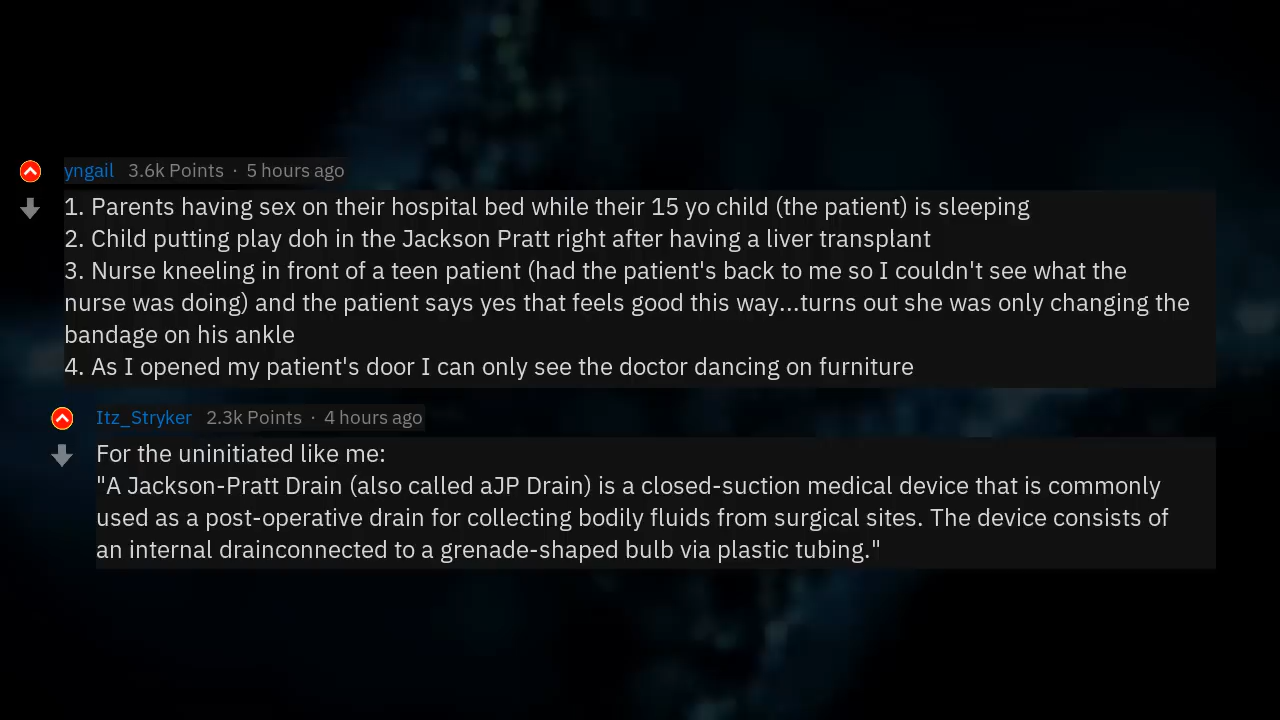 yngail 3.6k Points · 5 hours ago
1. Parents having sex on their hospital bed while their 15 yo child (the patient) is sleeping
2. Child putting play doh in the Jackson Pratt right after having a liver transplant
3. Nurse kneeling in front of a teen patient (had the patient's back to me so I couldn't see what the
nurse was doing) and the patient says yes that feels good this way...turns out she was only changing the
bandage on his ankle
4. As I opened my patient's door I can only see the doctor dancing on furniture
Itz_Stryker 2.3k Points · 4 hours ago
For the uninitiated like me:
"A Jackson-Pratt Drain (also called aJP Drain) is a closed-suction medical device that is commonly
used as a post-operative drain for collecting bodily fluids from surgical sites. The device consists of
an internal drainconnected to a grenade-shaped bulb via plastic tubing."